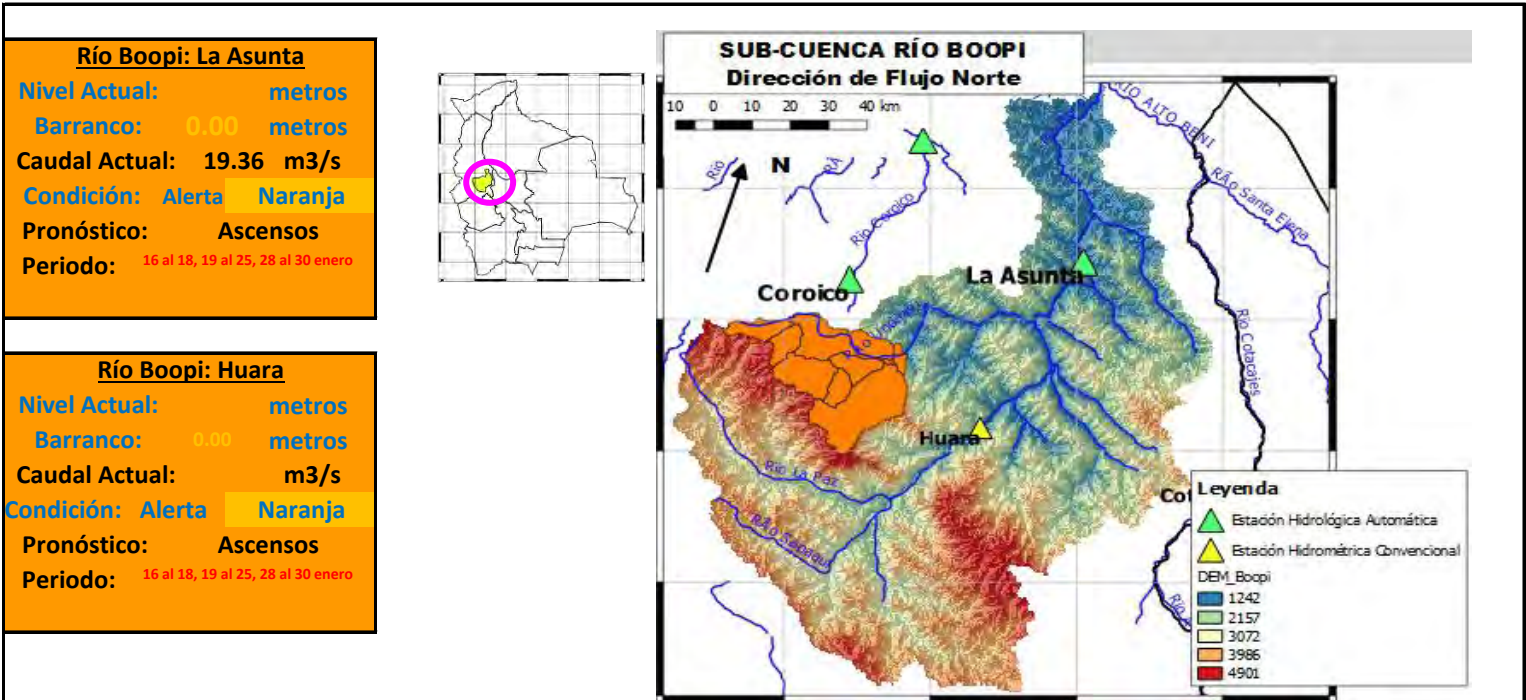 Río Boopi: La Asunta
Nivel Actual: metros
Barranco: 0.00 metros
Caudal Actual: 19.36 m3/s
Condición: Alerta Naranja
Pronóstico: Ascensos
Periodo: 16 al 18, 19 al 25, 28 al 30 enero
Río Boopi: Huara
Nivel Actual: metros
Barranco: 0.00 metros
Caudal Actual: m3/s
Condición: Alerta Naranja
Pronóstico: Ascensos
Periodo: 16 al 18, 19 al 25, 28 al 30 enero
SUB-CUENCA RÍO BOOPI
Dirección de Flujo Norte
10 0 10 20 30 40 km
N
Río
RÃ
Río Coroico
RÍO ALTO BENI
RÃo Santa Elena
Coroico
La Asunta
Río Cotacajes
Huara
Río La Paz
RÃo Sapaqui
Cot
Leyenda
Estación Hidrológica Automática
Estación Hidrométrica Convencional
DEM_Boopi
1242
2157
3072
3986
4901